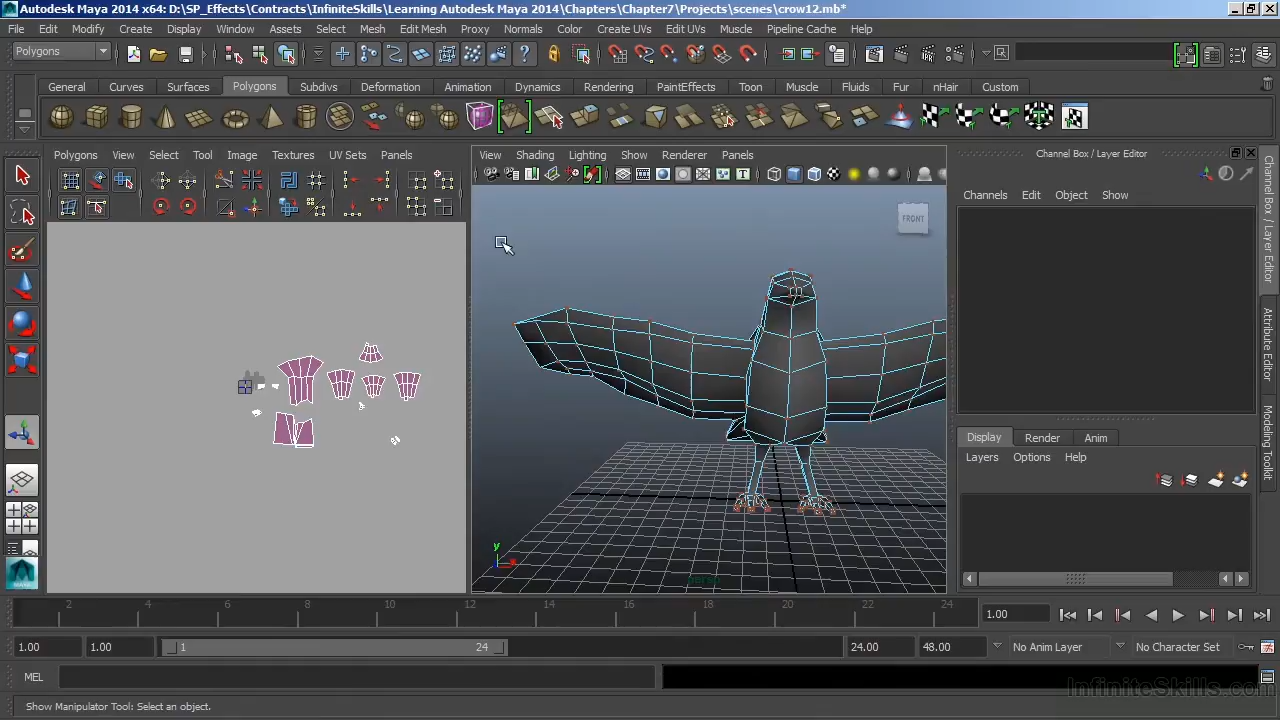 Autodesk Maya 2014 x64: D:\SP_Effects\Contracts\InfiniteSkills\Learning Autodesk Maya 2014\Chapters\Chapter7\Projects\scenes\crow12.mb*
File Edit Modify Create Display Window Assets Select Mesh Edit Mesh Proxy Normals Color Create UVs Edit UVs Muscle Pipeline Cache Help
Polygons
General Curves Surfaces Polygons Subdivs Deformation Animation Dynamics Rendering PaintEffects Toon Muscle Fluids Fur nHair Custom
Polygons View Select Tool Image Textures UV Sets Panels
View Shading Lighting Show Renderer Panels
Channel Box / Layer Editor
Channels Edit Object Show
FRONT
Channel Box / Layer Editor
Attribute Editor
Modeling Toolkit
Display Render Anim
Layers Options Help
y
persp
2 4 6 8 10 12 14 16 18 20 22 24
1.00
1.00 1.00 1 24 24.00 48.00 No Anim Layer No Character Set
MEL
InfiniteSkills.com
Show Manipulator Tool: Select an object.